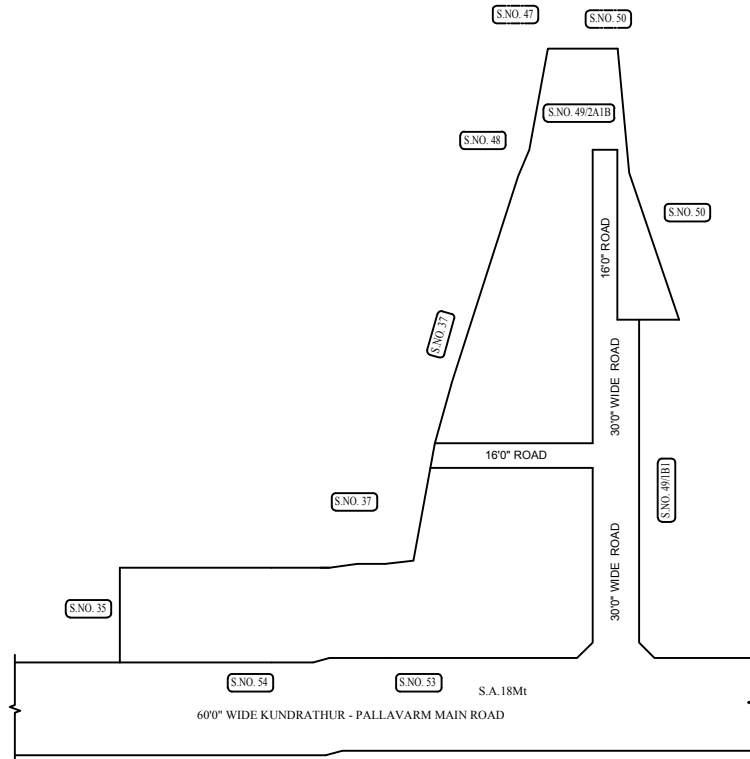 S.NO. 47
S.NO. 50
S.NO. 49/2A1B
S.NO. 48
S.NO. 50
16'0" ROAD
S.NO. 37
30'0" WIDE ROAD
16'0" ROAD
S.NO. 49/1B1
S.NO. 37
30'0" WIDE ROAD
S.NO. 35
S.NO. 54
S.NO. 53
S.A.18Mt
60'0" WIDE KUNDRATHUR - PALLAVARM MAIN ROAD